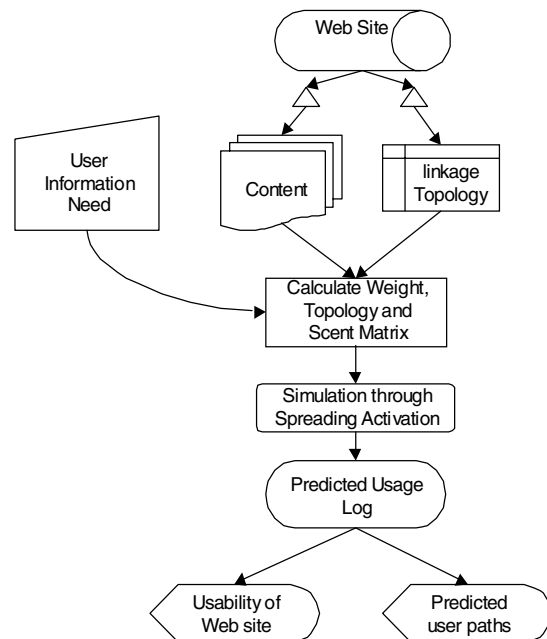 Web Site
User
Information
Need
Content
linkage
Topology
Calculate Weight,
Topology and
Scent Matrix
Simulation through
Spreading Activation
Predicted Usage
Log
Usability of
Web site
Predicted
user paths